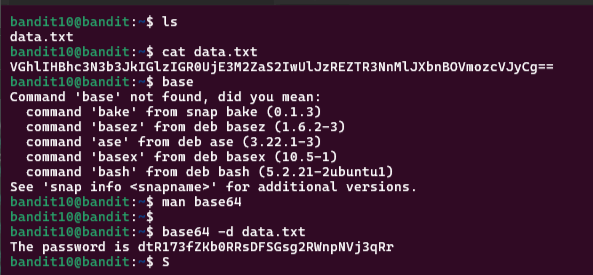 bandit10@bandit:~$ ls
data.txt
bandit10@bandit:~$ cat data.txt
VGhlIHBhc3N3b3JkIGlzIGR0UjE3M2ZaS2IwUlJzREZTR3NnMlJXbnBOVmozcVJyCg==
bandit10@bandit:~$ base
Command 'base' not found, did you mean:
  command 'bake' from snap bake (0.1.3)
  command 'basez' from deb basez (1.6.2-3)
  command 'ase' from deb ase (3.22.1-3)
  command 'basex' from deb basex (10.5-1)
  command 'bash' from deb bash (5.2.21-2ubuntu1)
See 'snap info <snapname>' for additional versions.
bandit10@bandit:~$ man base64
bandit10@bandit:~$
bandit10@bandit:~$ base64 -d data.txt
The password is dtR173fZKb0RRsDFSGsg2RWnpNVj3qRr
bandit10@bandit:~$ S